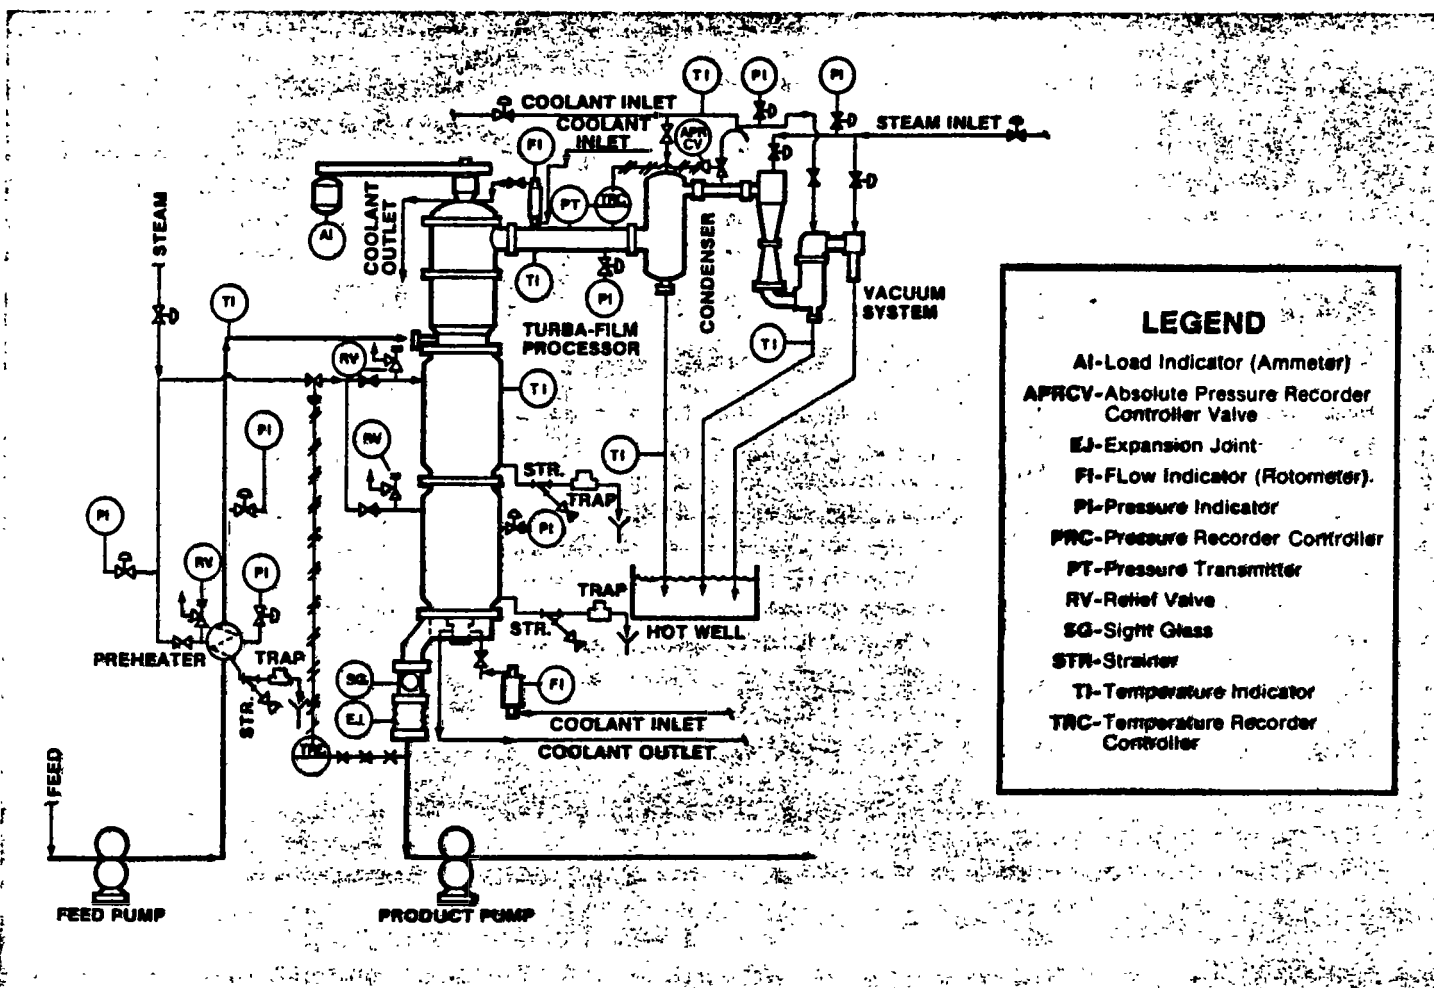 TI
PI
PI
COOLANT INLET
COOLANT
INLET
STEAM INLET
FI
APR
CV
PT
AI
COOLANT
OUTLET
STEAM
TI
TI
PI
CONDENSER
VACUUM
SYSTEM
TURBA-FILM
PROCESSOR
TI
RV
TI
PI
RV
TI
STR.
TRAP
PI
PI
RV
PI
PREHEATER
TRAP
STR.
TRAP
STR.
HOT WELL
SG
EJ
FI
COOLANT INLET
COOLANT OUTLET
TRC
FEED
FEED PUMP
PRODUCT PUMP
LEGEND
AI-Load Indicator (Ammeter)
APRCV-Absolute Pressure Recorder
Controller Valve
EJ-Expansion Joint
FI-FLow Indicator (Rotometer).
PI-Pressure Indicator
PRC-Pressure Recorder Controller
PT-Pressure Transmitter
RV-Relief Valve
SG-Sight Glass
STR-Strainer
TI-Temperature Indicator
TRC-Temperature Recorder
Controller